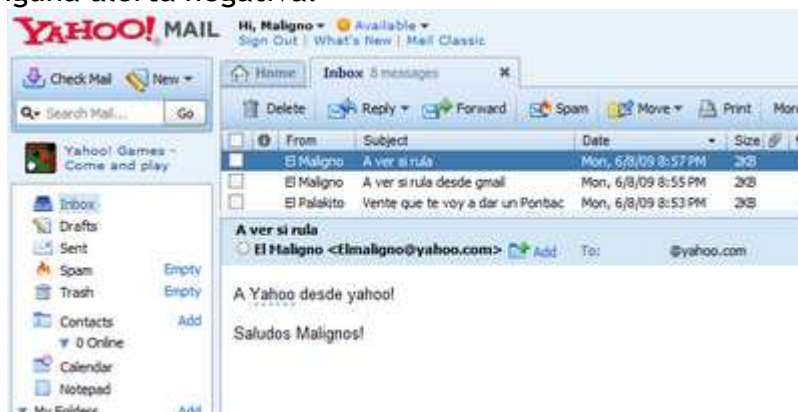 alguna alerta negativa.
YAHOO! MAIL
Hi, Maligno Available
Sign Out | What's New | Mail Classic
Check Mail New
Home Inbox 8 messages
Search Mail... Go
Delete Reply Forward Spam Move Print
From Subject Date Size
Yahoo! Games -
Come and play
El Maligno A ver si rula Mon, 6/8/09 8:57 PM 2KB
El Maligno A ver si rula desde gmail Mon, 6/8/09 8:55 PM 2KB
El Palakito Vente que te voy a dar un Pontbac Mon, 6/8/09 8:53 PM 2KB
Inbox
Drafts
Sent
Spam Empty
Trash Empty
Contacts Add
0 Online
Calendar
Notepad
My Folders Add
A ver si rula
El Maligno <Elmaligno@yahoo.com> Add To: @yahoo.com
A Yahoo desde yahoo!
Saludos Malignos!